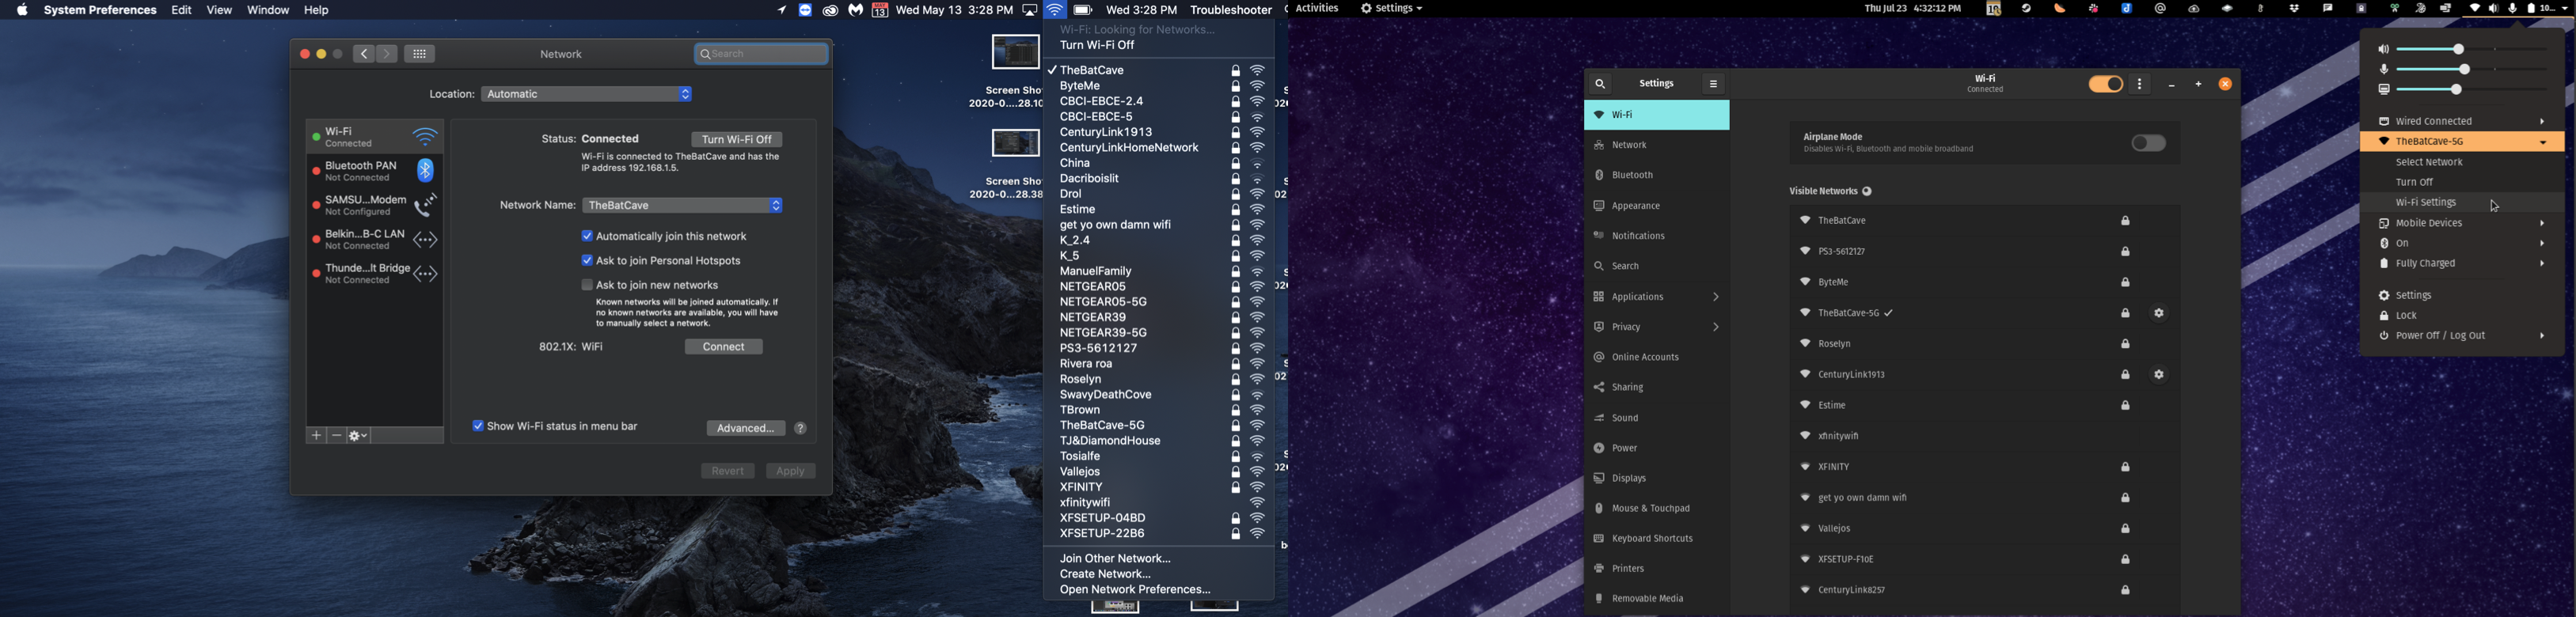 System Preferences Edit View Window Help
MAY 13
Wed May 13 3:28 PM
Wed 3:28 PM Troubleshooter
Network
Search
Location: Automatic
Wi-Fi
Connected
Bluetooth PAN
Not Connected
SAMSU...Modem
Not Configured
Belkin...B-C LAN
Not Connected
Thunde...lt Bridge
Not Connected
Status: Connected
Turn Wi-Fi Off
Wi-Fi is connected to TheBatCave and has the
IP address 192.168.1.5.
Network Name: TheBatCave
Automatically join this network
Ask to join Personal Hotspots
Ask to join new networks
Known networks will be joined automatically. If
no known networks are available, you will have
to manually select a network.
802.1X: WiFi
Connect
Show Wi-Fi status in menu bar
Advanced...
?
Revert
Apply
Screen Sho
2020-0....28.10
Screen Sho
2020-0....28.38
Wi-Fi: Looking for Networks...
Turn Wi-Fi Off
TheBatCave
ByteMe
CBCI-EBCE-2.4
CBCI-EBCE-5
CenturyLink1913
CenturyLinkHomeNetwork
China
Dacriboislit
Drol
Estime
get yo own damn wifi
K_2.4
K_5
ManuelFamily
NETGEAR05
NETGEAR05-5G
NETGEAR39
NETGEAR39-5G
PS3-5612127
Rivera roa
Roselyn
SwavyDeathCove
TBrown
TheBatCave-5G
TJ&DiamondHouse
Tosialfe
Vallejos
XFINITY
xfinitywifi
XFSETUP-04BD
XFSETUP-22B6
Join Other Network...
Create Network...
Open Network Preferences...
Activities
Settings
Thu Jul 23 4:32:12 PM
10...
Settings
Wi-Fi
Connected
Wi-Fi
Network
Bluetooth
Appearance
Notifications
Search
Applications
Privacy
Online Accounts
Sharing
Sound
Power
Displays
Mouse & Touchpad
Keyboard Shortcuts
Printers
Removable Media
Airplane Mode
Disables Wi-Fi, Bluetooth and mobile broadband
Visible Networks
TheBatCave
PS3-5612127
ByteMe
TheBatCave-5G
Roselyn
CenturyLink1913
Estime
xfinitywifi
XFINITY
get yo own damn wifi
Vallejos
XFSETUP-F10E
CenturyLink8257
Wired Connected
TheBatCave-5G
Select Network
Turn Off
Wi-Fi Settings
Mobile Devices
On
Fully Charged
Settings
Lock
Power Off / Log Out